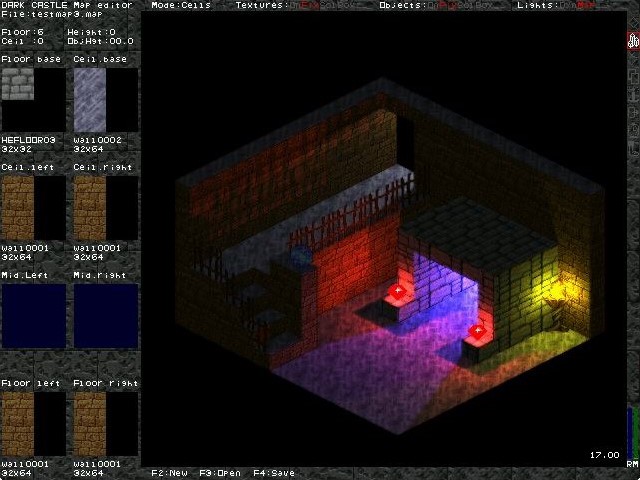 DARK CASTLE Map editor
File:testmap3.map
Mode:Cells Textures: Objects: Lights:
Floor:6 Height:0
Ceil :0 ObjHgt:00.0
Floor base Ceil.base
HEFLOOR03 Wall0002
32x32 32x64
Ceil.left Ceil.right
Wall0001 Wall0001
32x64 32x64
Mid.Left Mid.right
Floor left Floor right
Wall0001 Wall0001
32x64 32x64
17.00
RM
F2:New F3:Open F4:Save